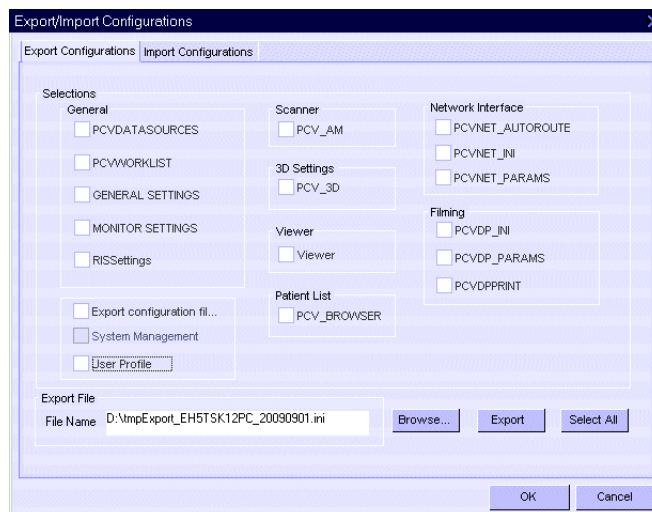 Export/Import Configurations
Export Configurations
Import Configurations
Selections
General
PCVDATASOURCES
PCVWORKLIST
GENERAL SETTINGS
MONITOR SETTINGS
RISSettings
Export configuration fil...
System Management
User Profile
Scanner
PCV_AM
3D Settings
PCV_3D
Viewer
Viewer
Patient List
PCV_BROWSER
Network Interface
PCVNET_AUTOROUTE
PCVNET_INI
PCVNET_PARAMS
Filming
PCVDP_INI
PCVDP_PARAMS
PCVDPPRINT
Export File
File Name D:\tmpExport_EH5TSK12PC_20090901.ini
Browse...
Export
Select All
OK
Cancel